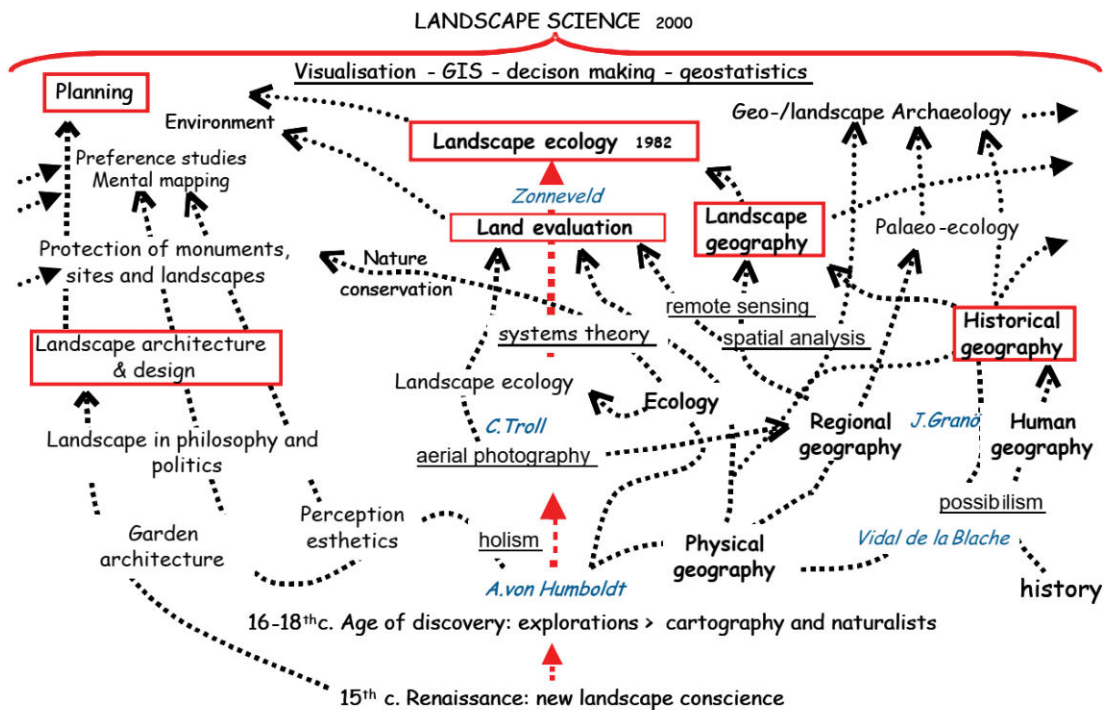 LANDSCAPE SCIENCE 2000
Visualisation - GIS - decison making - geostatistics
Planning
Environment
Geo-/landscape Archaeology
Landscape ecology 1982
Preference studies
Mental mapping
Zonneveld
Land evaluation
Landscape
geography
Palaeo-ecology
Protection of monuments,
sites and landscapes
Nature
conservation
remote sensing
systems theory
spatial analysis
Historical
geography
Landscape architecture
& design
Landscape ecology
Ecology
C.Troll
Regional
geography
J.Granö
Human
geography
Landscape in philosophy and
politics
aerial photography
possibilism
Garden
architecture
Perception
esthetics
holism
Physical
geography
Vidal de la Blache
A.von Humboldt
history
16-18thc. Age of discovery: explorations > cartography and naturalists
15th c. Renaissance: new landscape conscience